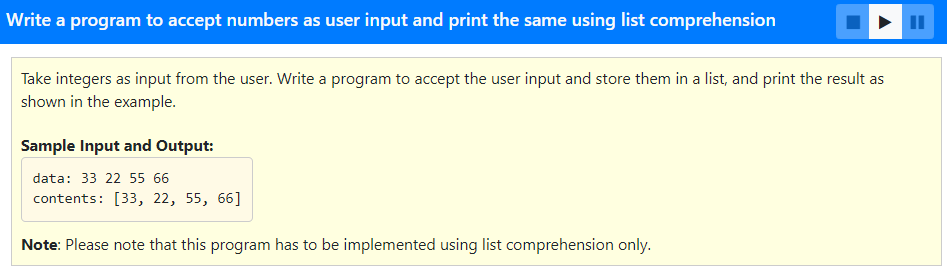 Write a program to accept numbers as user input and print the same using list comprehension
Take integers as input from the user. Write a program to accept the user input and store them in a list, and print the result as
shown in the example.
Sample Input and Output:
data: 33 22 55 66
contents: [33, 22, 55, 66]
Note: Please note that this program has to be implemented using list comprehension only.